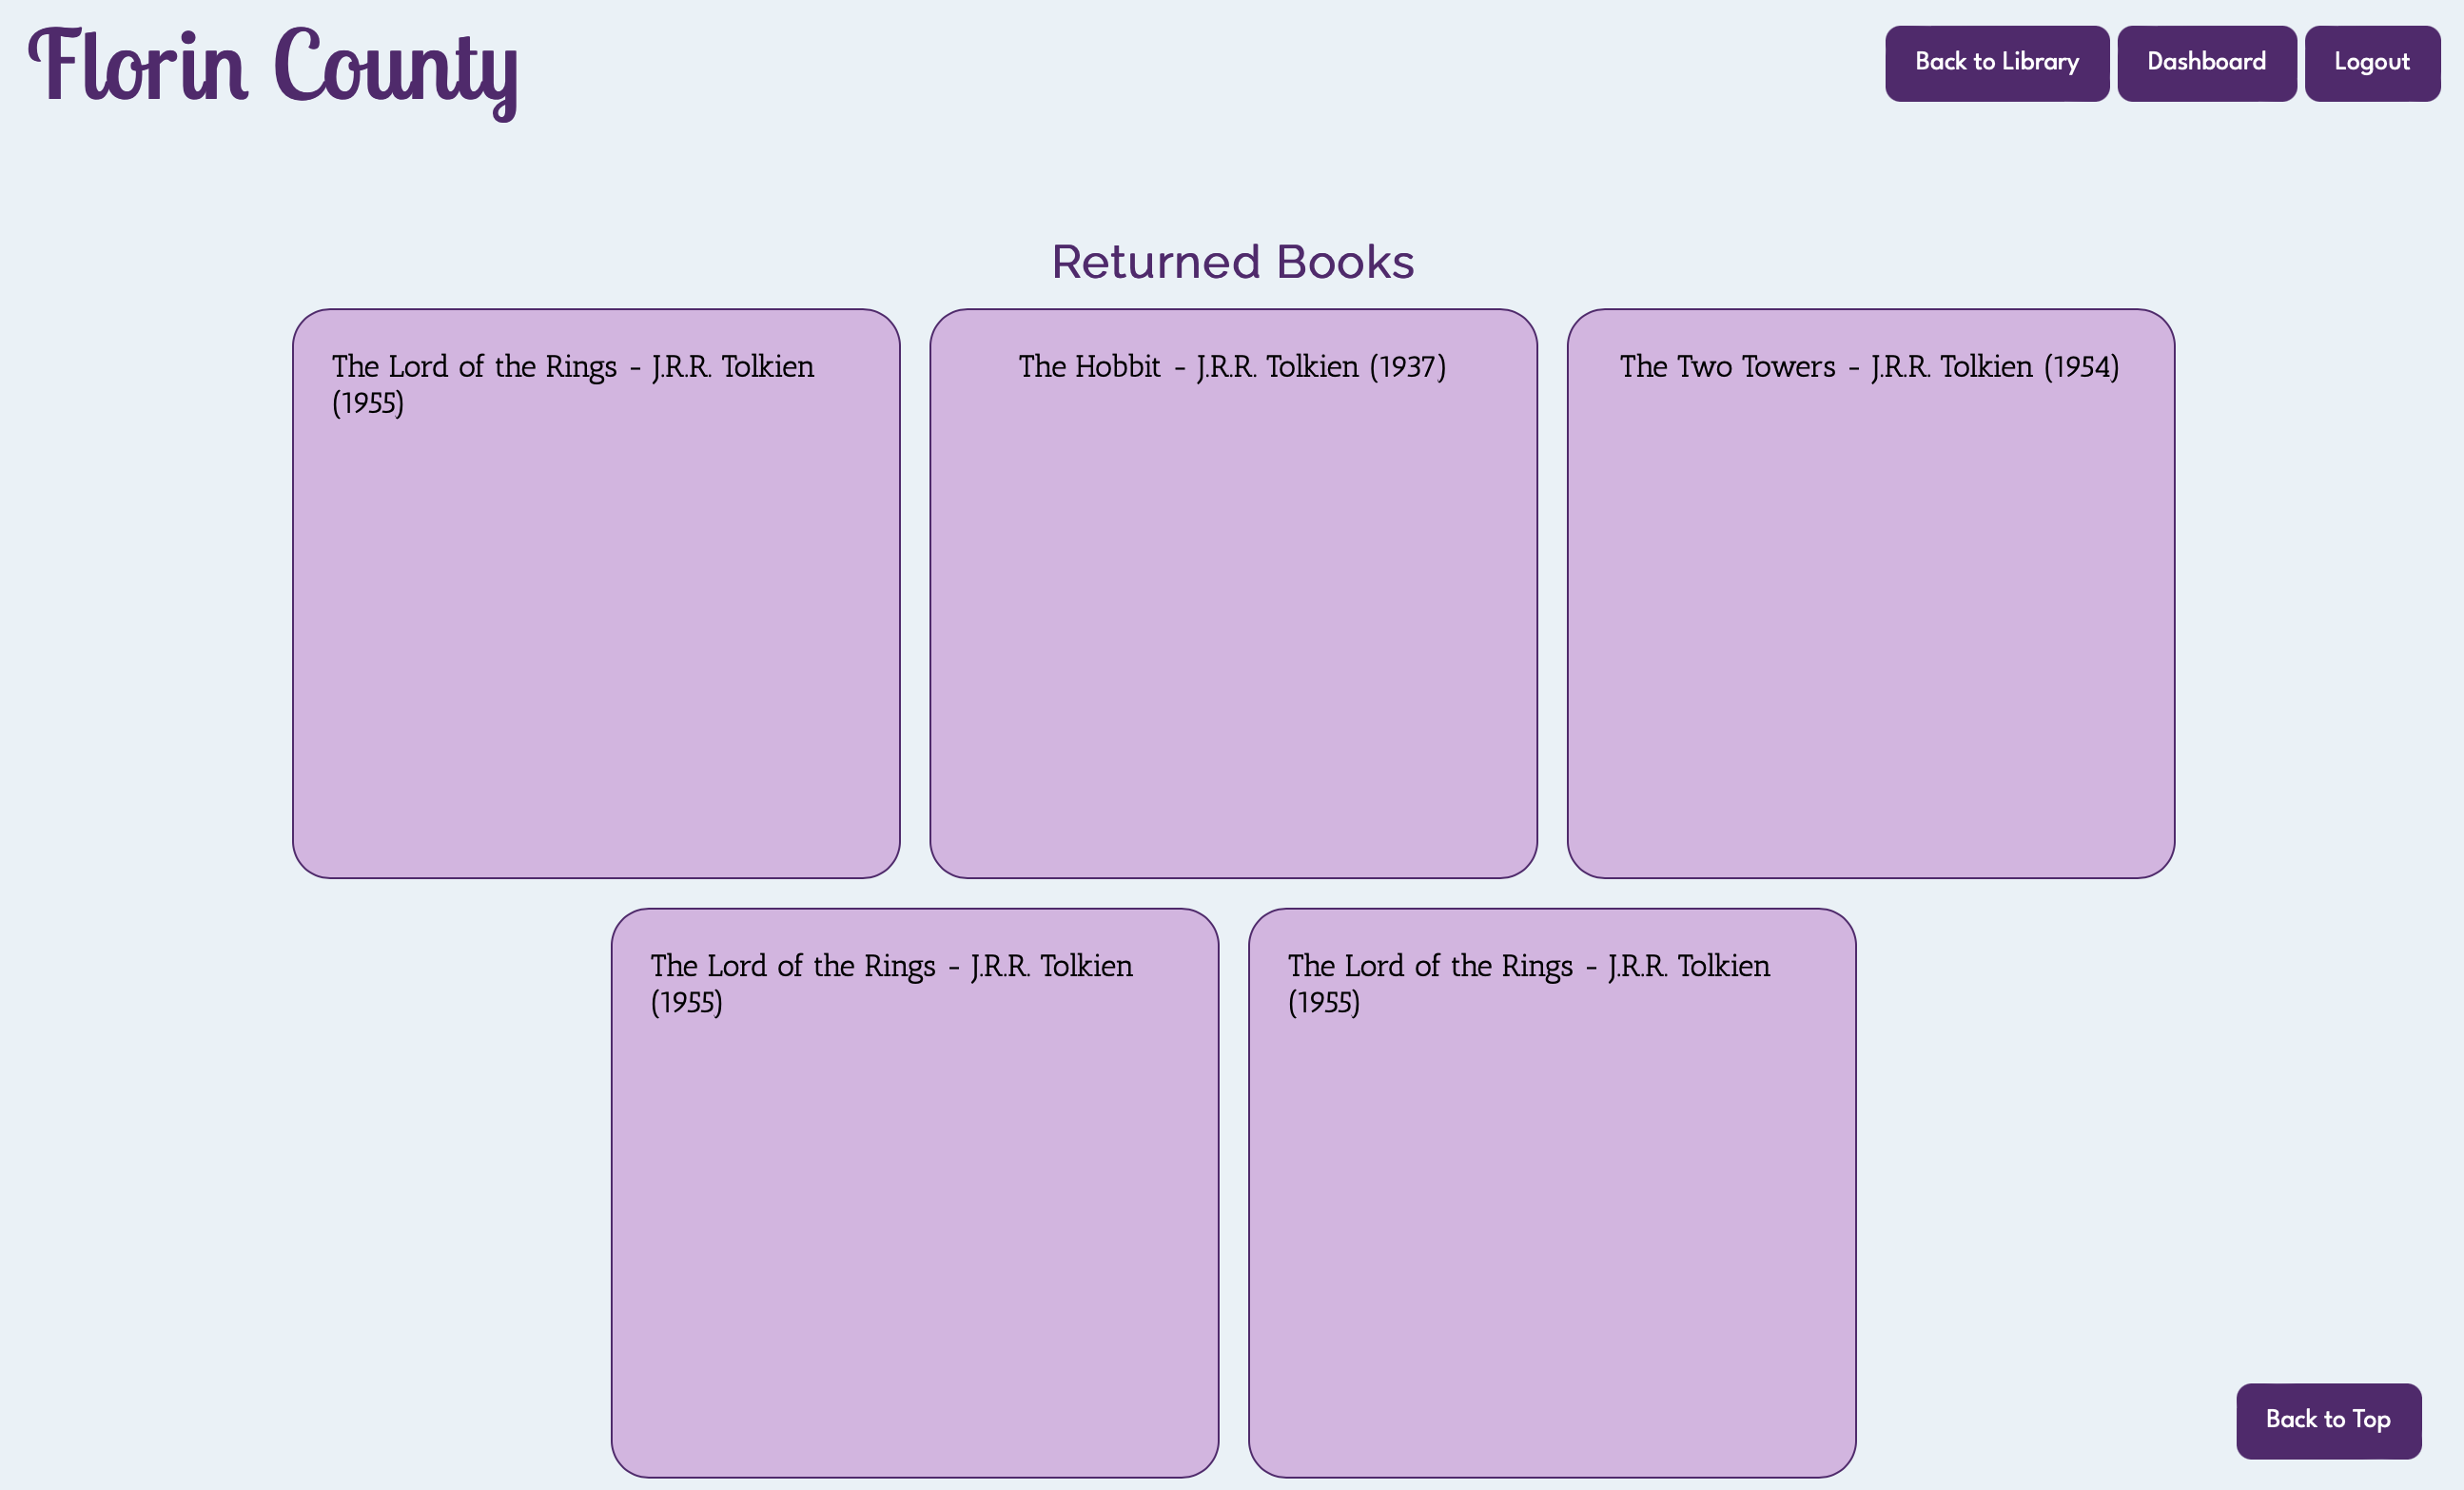 Florin County
Back to Library
Dashboard
Logout
Returned Books
The Lord of the Rings - J.R.R. Tolkien
(1955)
The Hobbit - J.R.R. Tolkien (1937)
The Two Towers - J.R.R. Tolkien (1954)
The Lord of the Rings - J.R.R. Tolkien
(1955)
The Lord of the Rings - J.R.R. Tolkien
(1955)
Back to Top